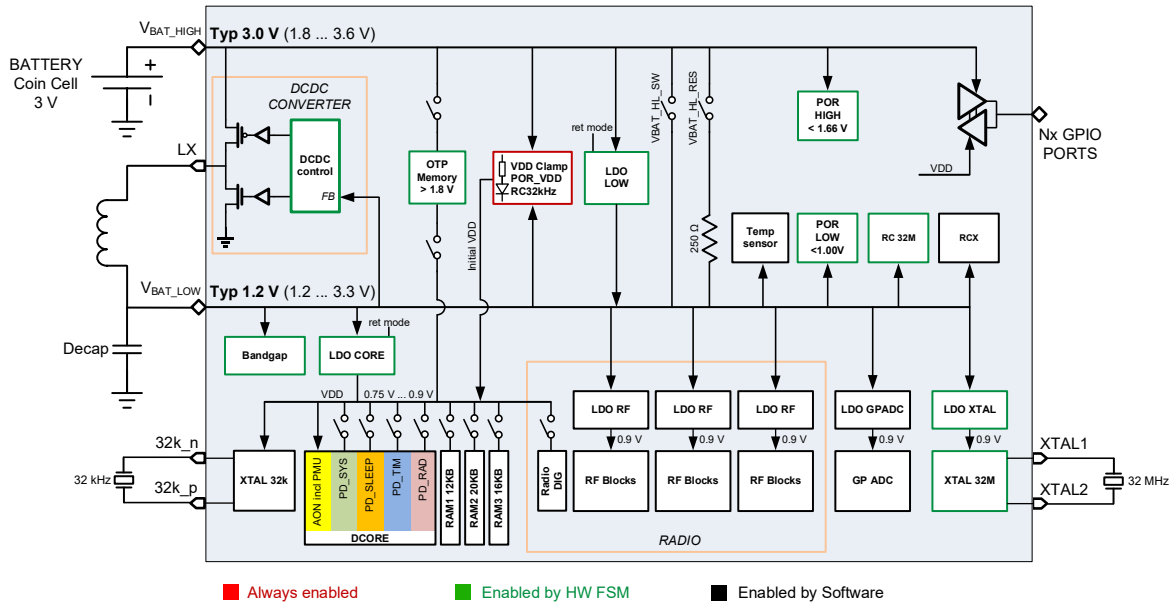 VBAT_HIGH
Typ 3.0 V (1.8 ... 3.6 V)
BATTERY
Coin Cell
3 V
+
DCDC
CONVERTER
LX
DCDC
control
FB
OTP
Memory
> 1.8 V
VDD Clamp
POR_VDD
RC32kHz
Initial VDD
ret mode
LDO
LOW
VBAT_HL_SW
VBAT_HL_RES
250 Ω
POR
HIGH
< 1.66 V
VDD
Nx GPIO
PORTS
Temp
sensor
POR
LOW
<1.00V
RC 32M
RCX
VBAT_LOW
Typ 1.2 V (1.2 ... 3.3 V)
Decap
Bandgap
ret mode
LDO CORE
VDD
0.75 V ... 0.9 V
LDO RF
LDO RF
LDO RF
LDO GPADC
LDO XTAL
0.9 V
0.9 V
0.9 V
0.9 V
0.9 V
32k_n
32 kHz
32k_p
XTAL 32k
AON incl PMU
PD_SYS
PD_SLEEP
PD_TIM
PD_RAD
DCORE
RAM1 12KB
RAM2 20KB
RAM3 16KB
Radio
DIG
RF Blocks
RF Blocks
RF Blocks
RADIO
GP ADC
XTAL 32M
XTAL1
XTAL2
32 MHz
Always enabled
Enabled by HW FSM
Enabled by Software